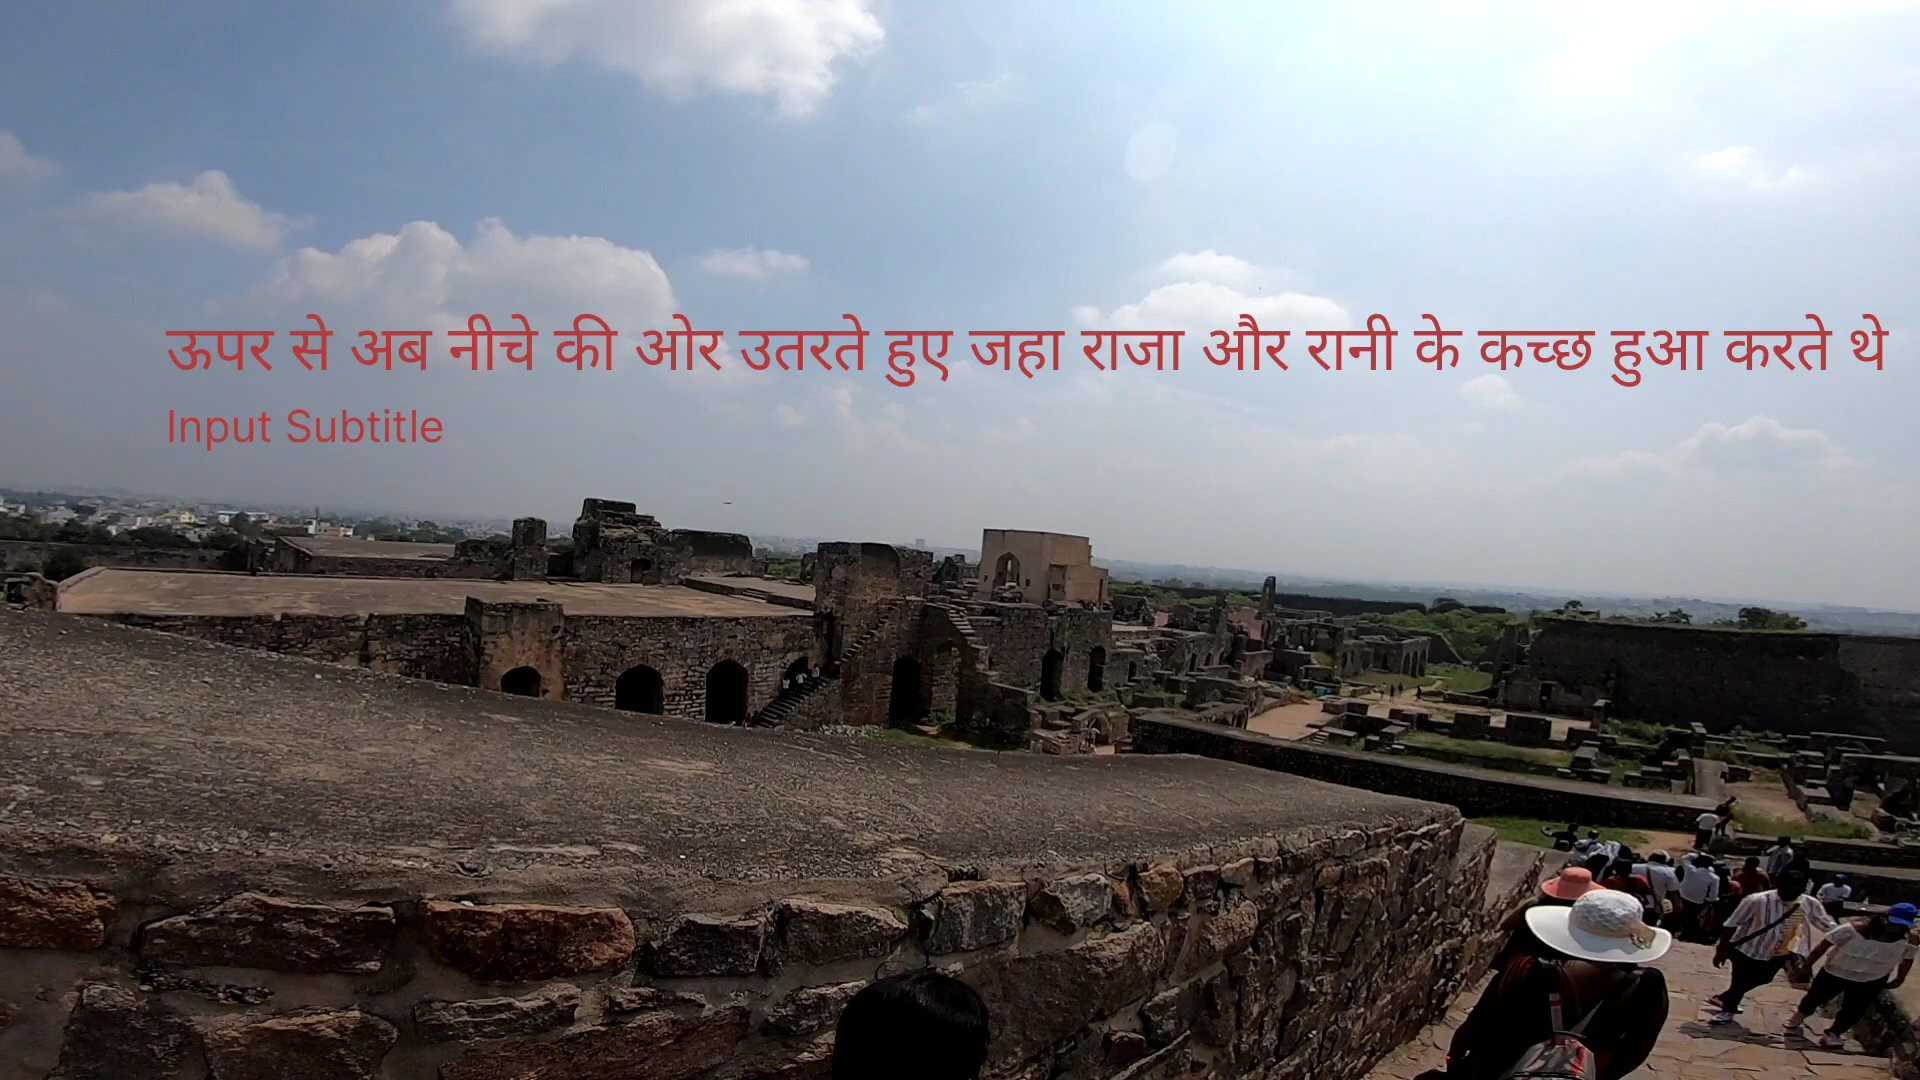 ऊपर से अब नीचे की ओर उतरते हुए जहा राजा और रानी के कच्छ हुआ करते थे
Input Subtitle